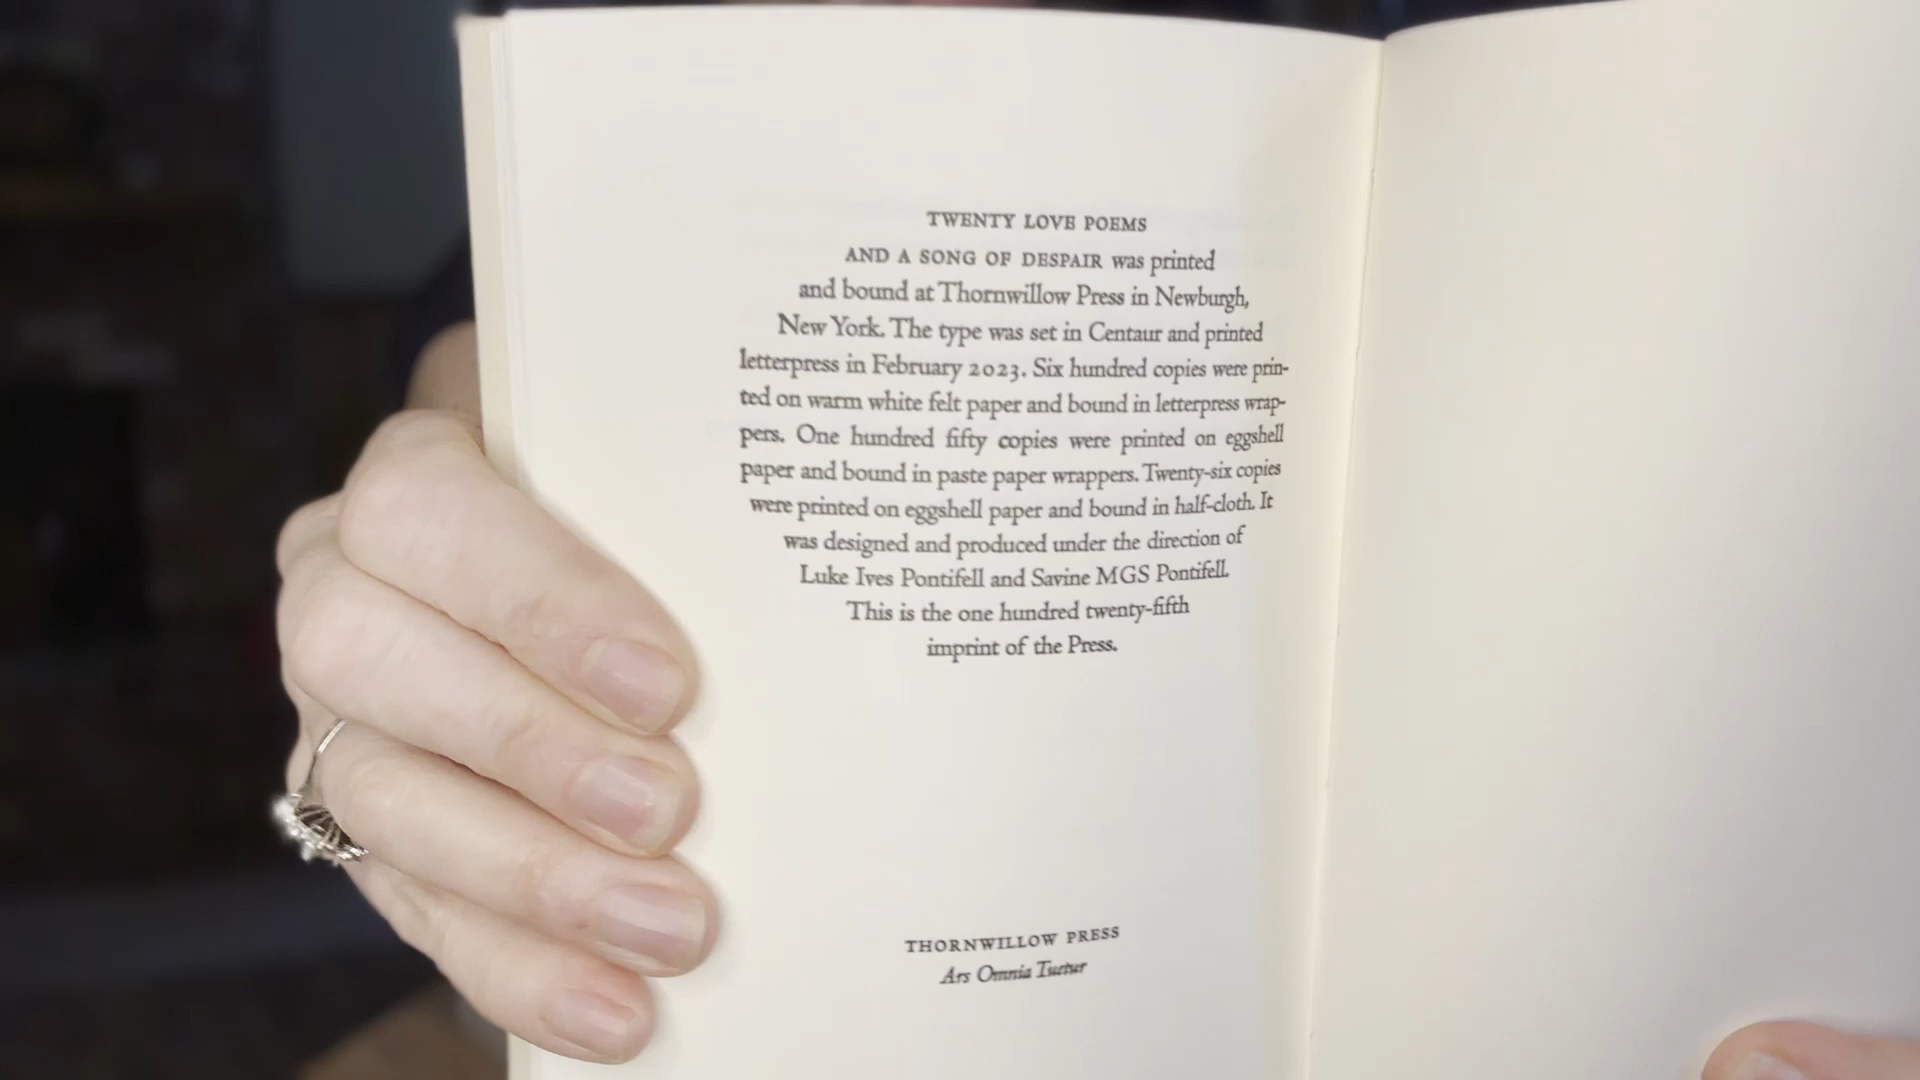 TWENTY LOVE POEMS
AND A SONG OF DESPAIR was printed
and bound at Thornwillow Press in Newburgh,
New York. The type was set in Centaur and printed
letterpress in February 2023. Six hundred copies were prin-
ted on warm white felt paper and bound in letterpress wrap-
pers. One hundred fifty copies were printed on eggshell
paper and bound in paste paper wrappers. Twenty-six copies
were printed on eggshell paper and bound in half-cloth. It
was designed and produced under the direction of
Luke Ives Pontifell and Savine MGS Pontifell.
This is the one hundred twenty-fifth
imprint of the Press.
THORNWILLOW PRESS
Ars Omnia Tuetur